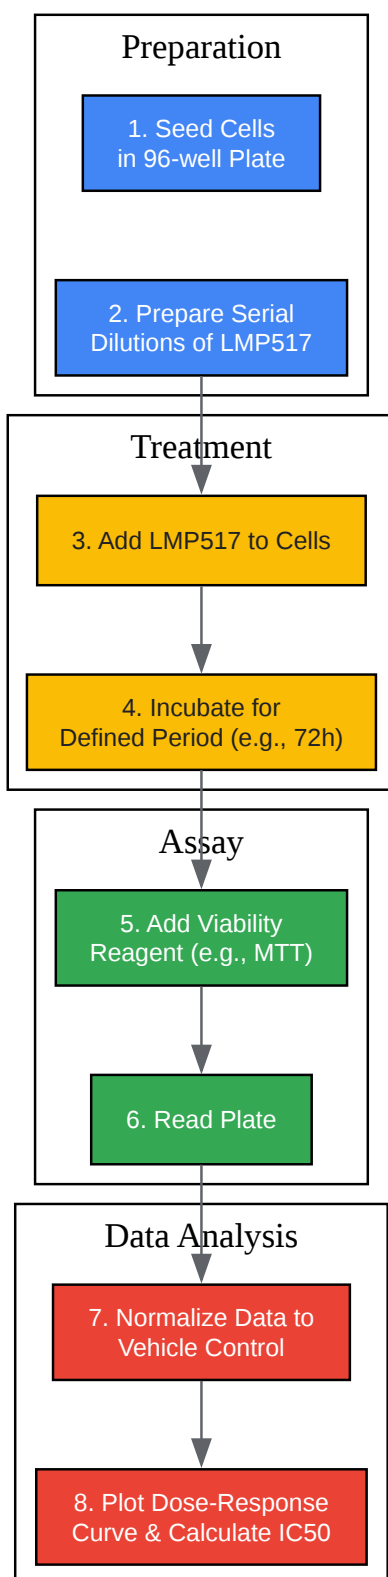 Preparation
1. Seed Cells
in 96-well Plate
2. Prepare Serial
Dilutions of LMP517
Treatment
3. Add LMP517 to Cells
4. Incubate for
Defined Period (e.g., 72h)
Assay
5. Add Viability
Reagent (e.g., MTT)
6. Read Plate
Data Analysis
7. Normalize Data to
Vehicle Control
8. Plot Dose-Response
Curve & Calculate IC50